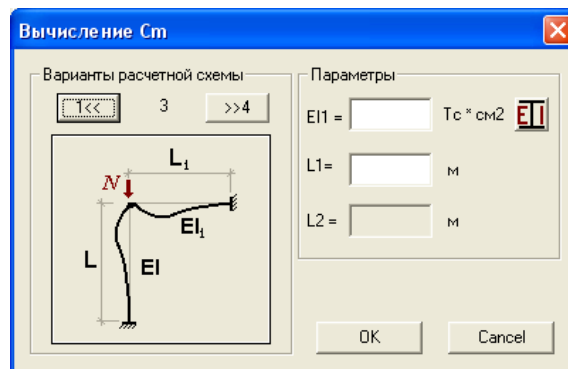 Вычисление Cm
Варианты расчетной схемы
1<< 3 >>4
L₁
N
EI₁
L
EI
Параметры
EI1 = Тс * см2 EI
L1= м
L2 = м
OK Cancel